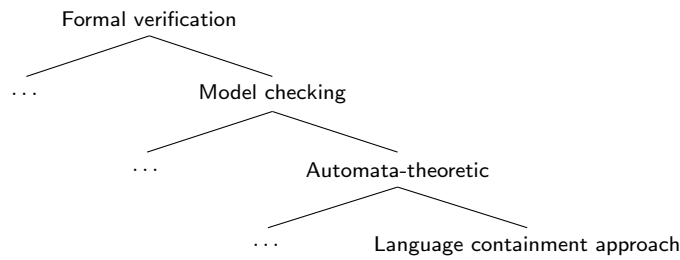 Formal verification
... Model checking
... Automata-theoretic
... Language containment approach